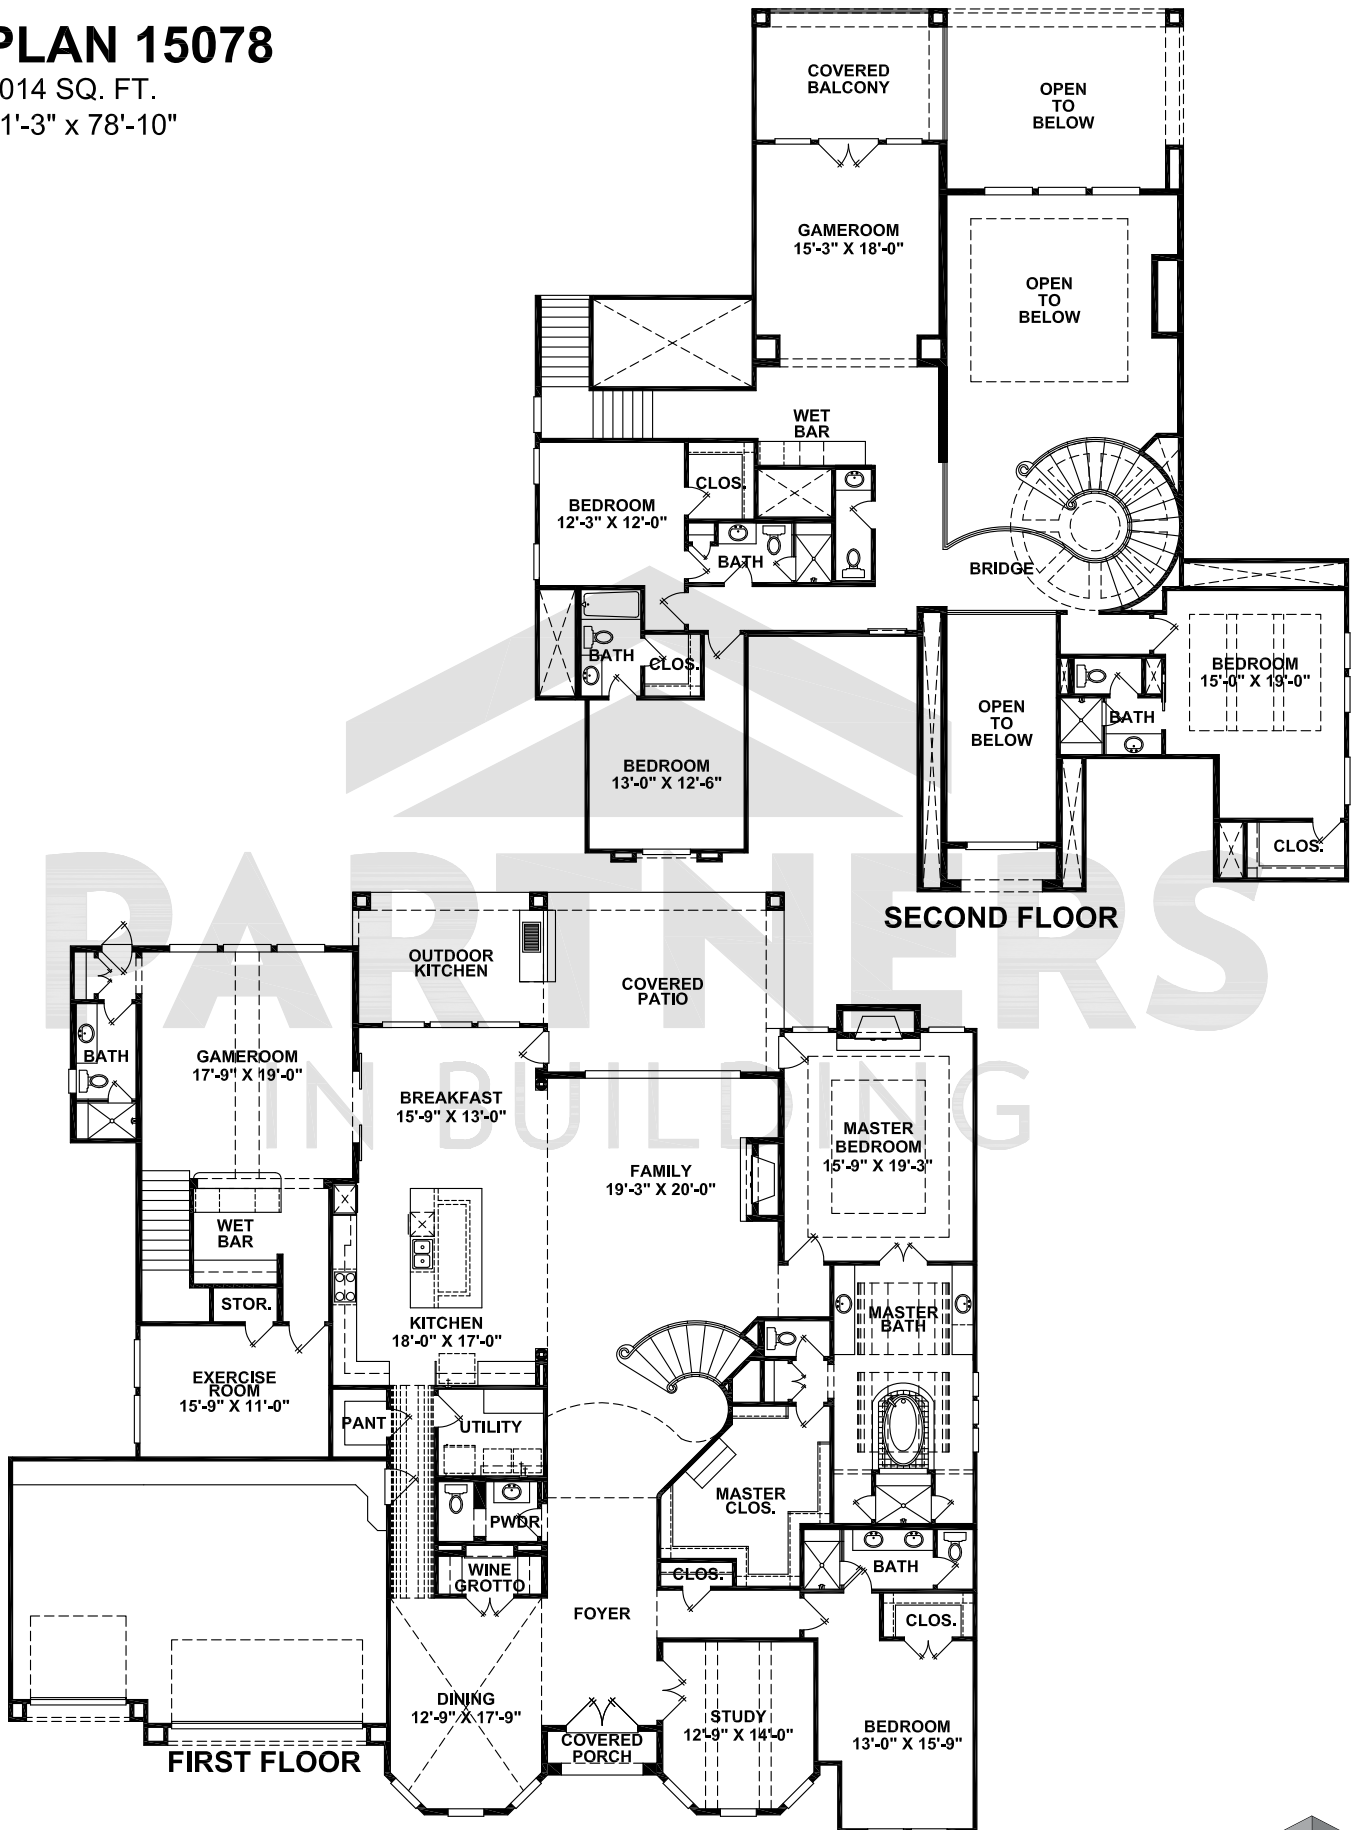 PLAN 15078
014 SQ. FT.
1'-3" x 78'-10"
COVERED
BALCONY
OPEN
TO
BELOW
GAMEROOM
15'-3" X 18'-0"
OPEN
TO
BELOW
WET
BAR
CLOS.
BEDROOM
12'-3" X 12'-0"
BATH
BRIDGE
BATH
CLOS.
BEDROOM
15'-0" X 19'-0"
OPEN
TO
BELOW
BATH
BEDROOM
13'-0" X 12'-6"
CLOS.
SECOND FLOOR
PARTNERS
IN BUILDING
OUTDOOR
KITCHEN
COVERED
PATIO
BATH
GAMEROOM
17'-9" X 19'-0"
BREAKFAST
15'-9" X 13'-0"
MASTER
BEDROOM
15'-9" X 19'-3"
FAMILY
19'-3" X 20'-0"
WET
BAR
STOR.
KITCHEN
18'-0" X 17'-0"
MASTER
BATH
EXERCISE
ROOM
15'-9" X 11'-0"
PANT
UTILITY
MASTER
CLOS.
PWDR
WINE
GROTTO
CLOS.
BATH
FOYER
CLOS.
DINING
12'-9" X 17'-9"
STUDY
12'-9" X 14'-0"
BEDROOM
13'-0" X 15'-9"
COVERED
PORCH
FIRST FLOOR